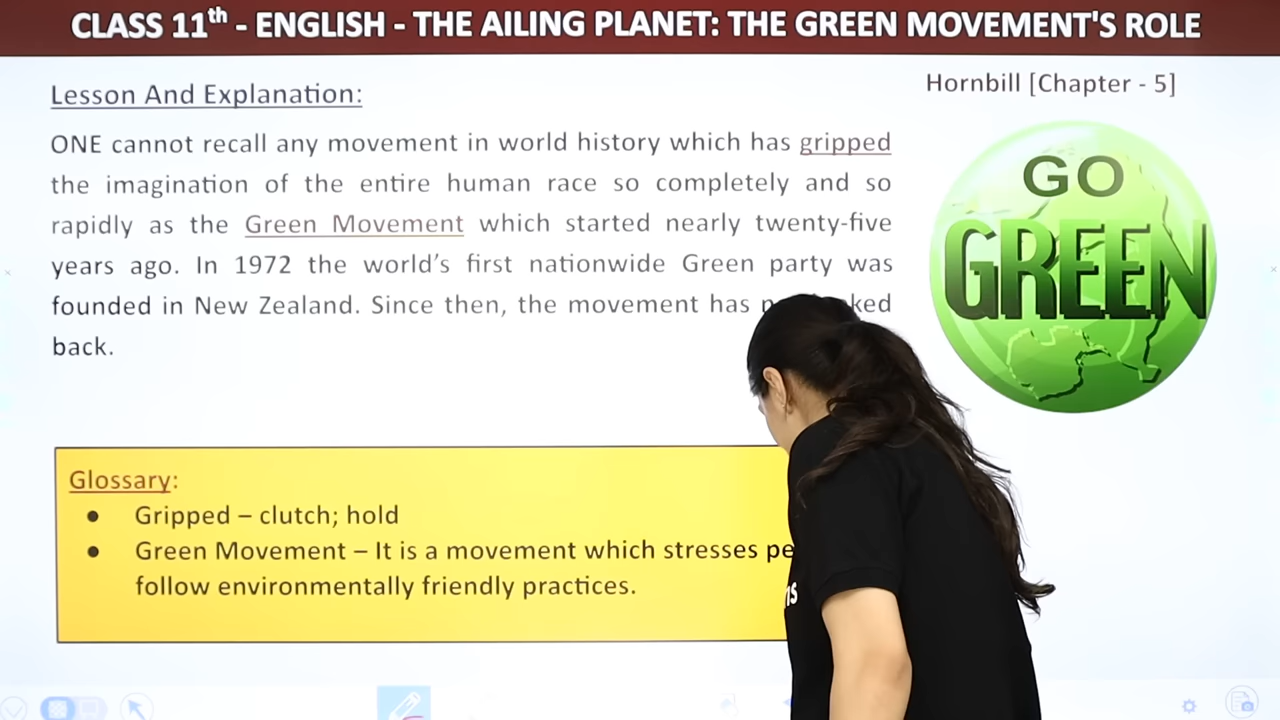 CLASS 11th - ENGLISH - THE AILING PLANET: THE GREEN MOVEMENT'S ROLE
Lesson And Explanation:
Hornbill [Chapter - 5]
ONE cannot recall any movement in world history which has gripped
the imagination of the entire human race so completely and so
rapidly as the Green Movement which started nearly twenty-five
years ago. In 1972 the world’s first nationwide Green party was
founded in New Zealand. Since then, the movement has
back.
GO
GREEN
Glossary:
● Gripped – clutch; hold
● Green Movement – It is a movement which stresses
follow environmentally friendly practices.